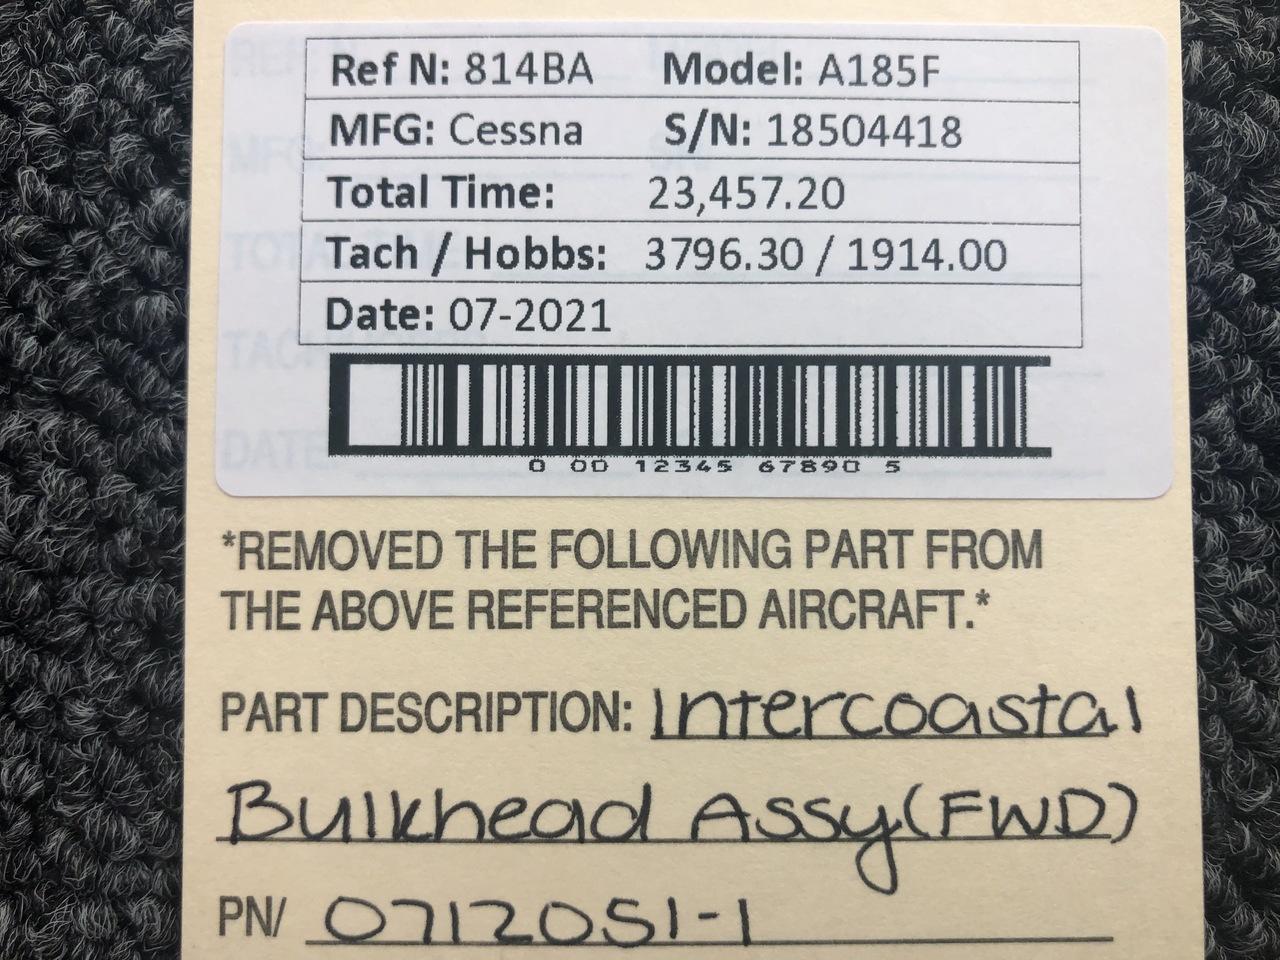 Ref N: 814BA Model: A185F
MFG: Cessna S/N: 18504418
Total Time: 23,457.20
Tach / Hobbs: 3796.30 / 1914.00
Date: 07-2021
0 00 12345 67890 5
*REMOVED THE FOLLOWING PART FROM
THE ABOVE REFERENCED AIRCRAFT.*
PART DESCRIPTION: Intercoastal
Bulkhead Assy (FWD)
PN/ 0712051-1